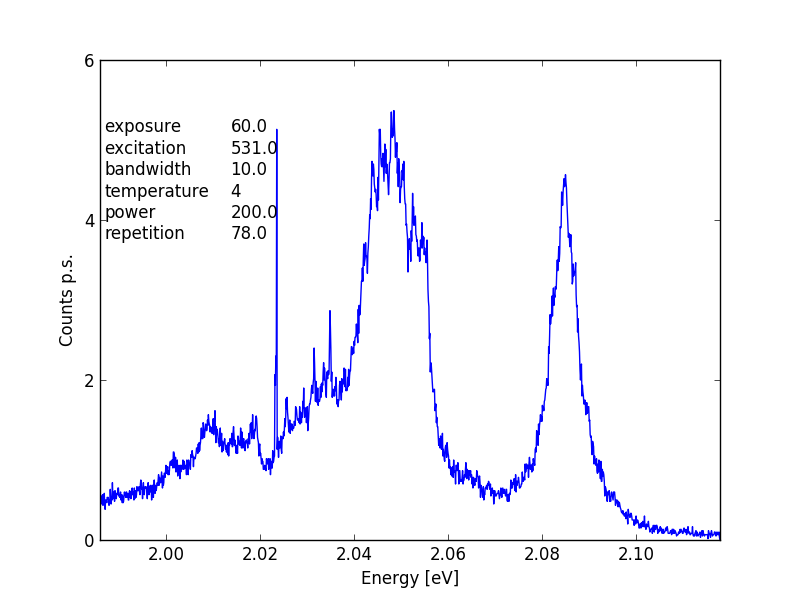 6
exposure 60.0
excitation 531.0
bandwidth 10.0
temperature 4
power 200.0
repetition 78.0
4
Counts p.s.
2
0
2.00 2.02 2.04 2.06 2.08 2.10
Energy [eV]